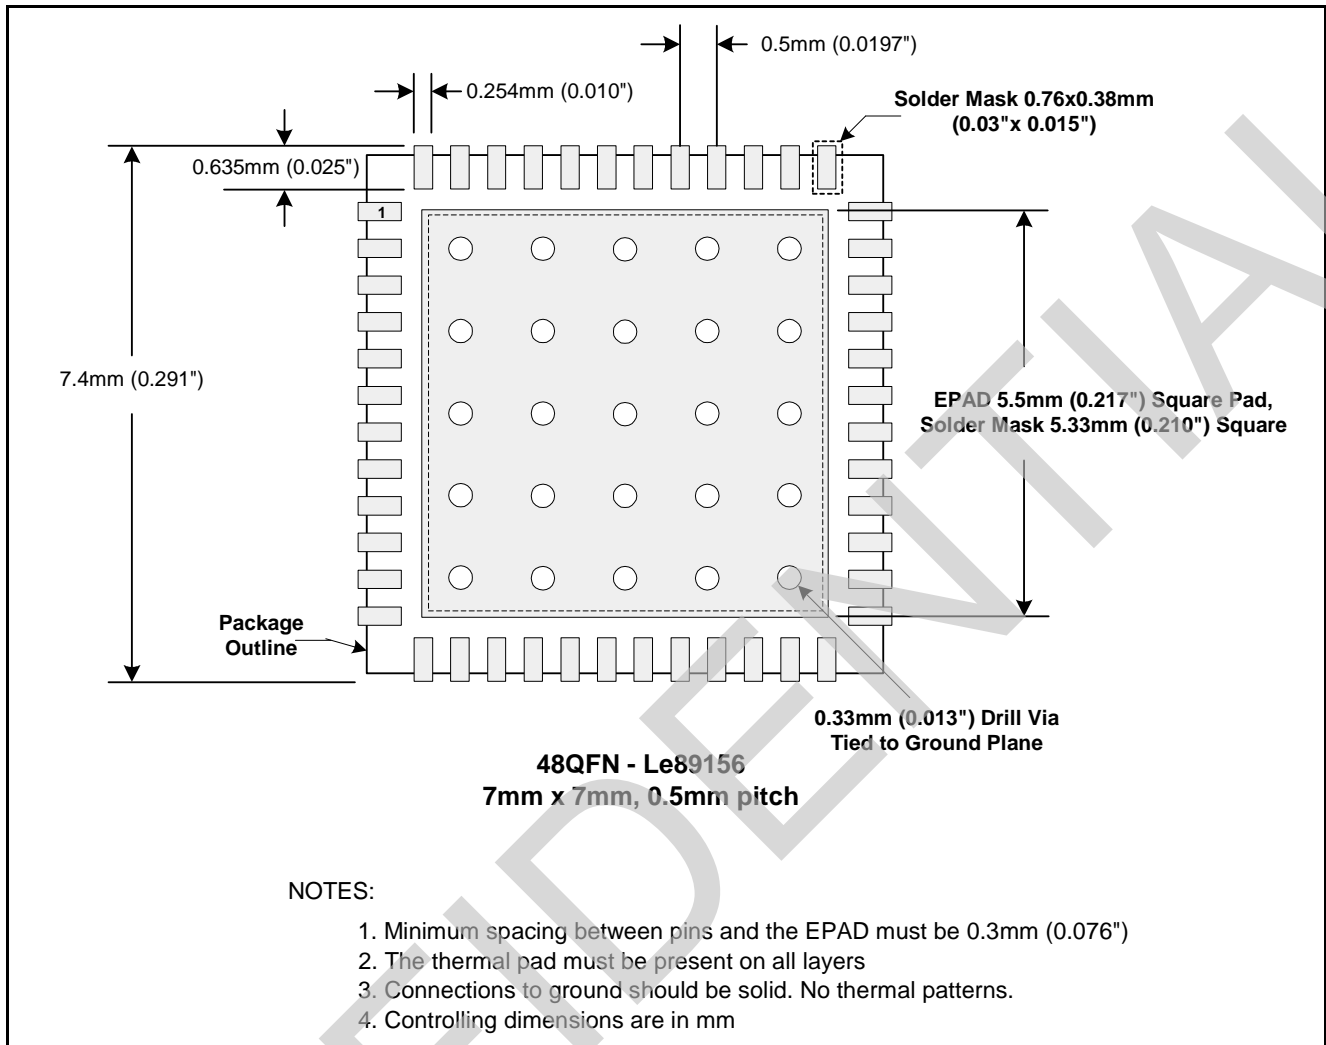 0.5mm (0.0197")
0.254mm (0.010")
Solder Mask 0.76x0.38mm
(0.03"x 0.015")
0.635mm (0.025")
1
7.4mm (0.291")
EPAD 5.5mm (0.217") Square Pad,
Solder Mask 5.33mm (0.210") Square
Package
Outline
0.33mm (0.013") Drill Via
Tied to Ground Plane
48QFN - Le89156
7mm x 7mm, 0.5mm pitch
NOTES:
1. Minimum spacing between pins and the EPAD must be 0.3mm (0.076")
2. The thermal pad must be present on all layers
3. Connections to ground should be solid. No thermal patterns.
4. Controlling dimensions are in mm
FIDENTIAL